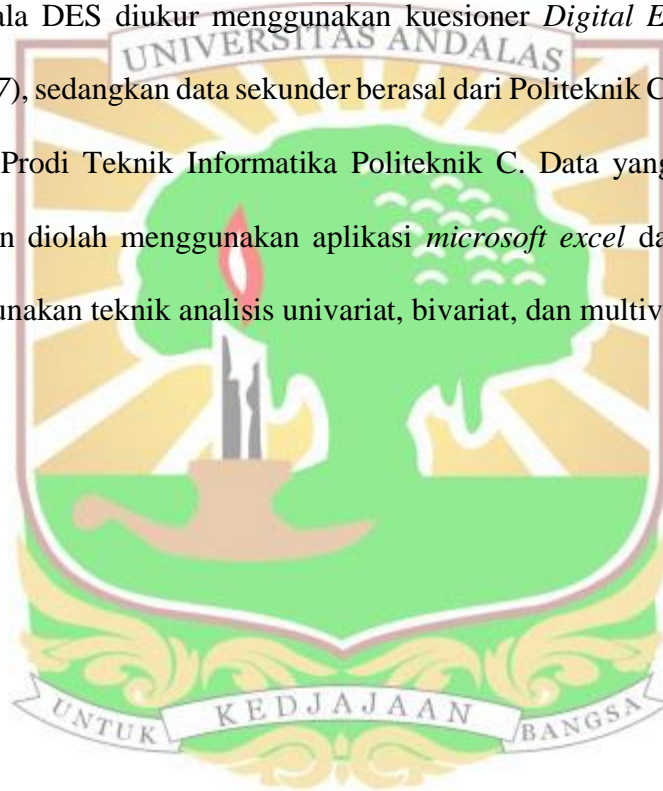 ala DES diukur menggunakan kuesioner Digital E
UNIVERSITAS ANDALAS
7), sedangkan data sekunder berasal dari Politeknik C
Prodi Teknik Informatika Politeknik C. Data yang
n diolah menggunakan aplikasi microsoft excel da
unakan teknik analisis univariat, bivariat, dan multiv
UNTUK KEDJAJAAN BANGSA